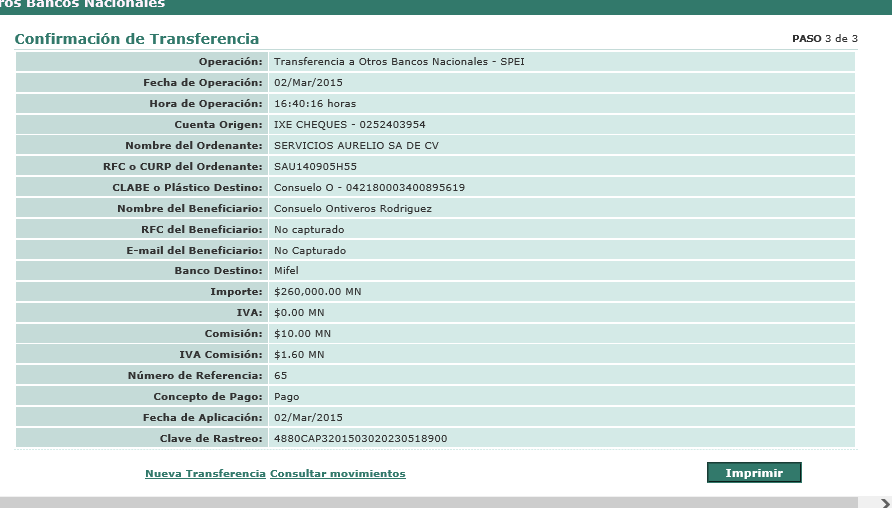 ros Bancos Nacionales
Confirmación de Transferencia PASO 3 de 3
Operación: Transferencia a Otros Bancos Nacionales - SPEI
Fecha de Operación: 02/Mar/2015
Hora de Operación: 16:40:16 horas
Cuenta Origen: IXE CHEQUES - 0252403954
Nombre del Ordenante: SERVICIOS AURELIO SA DE CV
RFC o CURP del Ordenante: SAU140905H55
CLABE o Plástico Destino: Consuelo O - 042180003400895619
Nombre del Beneficiario: Consuelo Ontiveros Rodriguez
RFC del Beneficiario: No capturado
E-mail del Beneficiario: No Capturado
Banco Destino: Mifel
Importe: $260,000.00 MN
IVA: $0.00 MN
Comisión: $10.00 MN
IVA Comisión: $1.60 MN
Número de Referencia: 65
Concepto de Pago: Pago
Fecha de Aplicación: 02/Mar/2015
Clave de Rastreo: 4880CAP3201503020230518900
Nueva Transferencia Consultar movimientos Imprimir